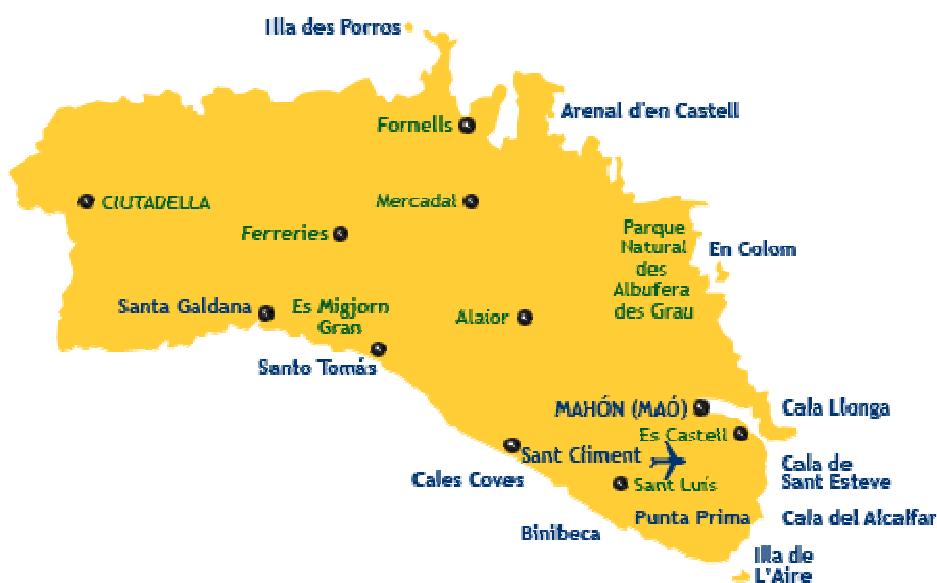 Illa des Porros
Arenal d'en Castell
Fornells
CIUTADELLA
Mercadal
Ferreries
Parque
Natural
des
Albufera
des Grau
En Colom
Santa Galdana
Es Migjorn
Gran
Alaior
Santo Tomás
MAHÓN (MAÓ)
Cala Llonga
Es Castell
Sant Climent
Cala de
Sant Esteve
Cales Coves
Sant Luís
Punta Prima
Cala del Alcalfar
Binibeca
Illa de
L'Aire